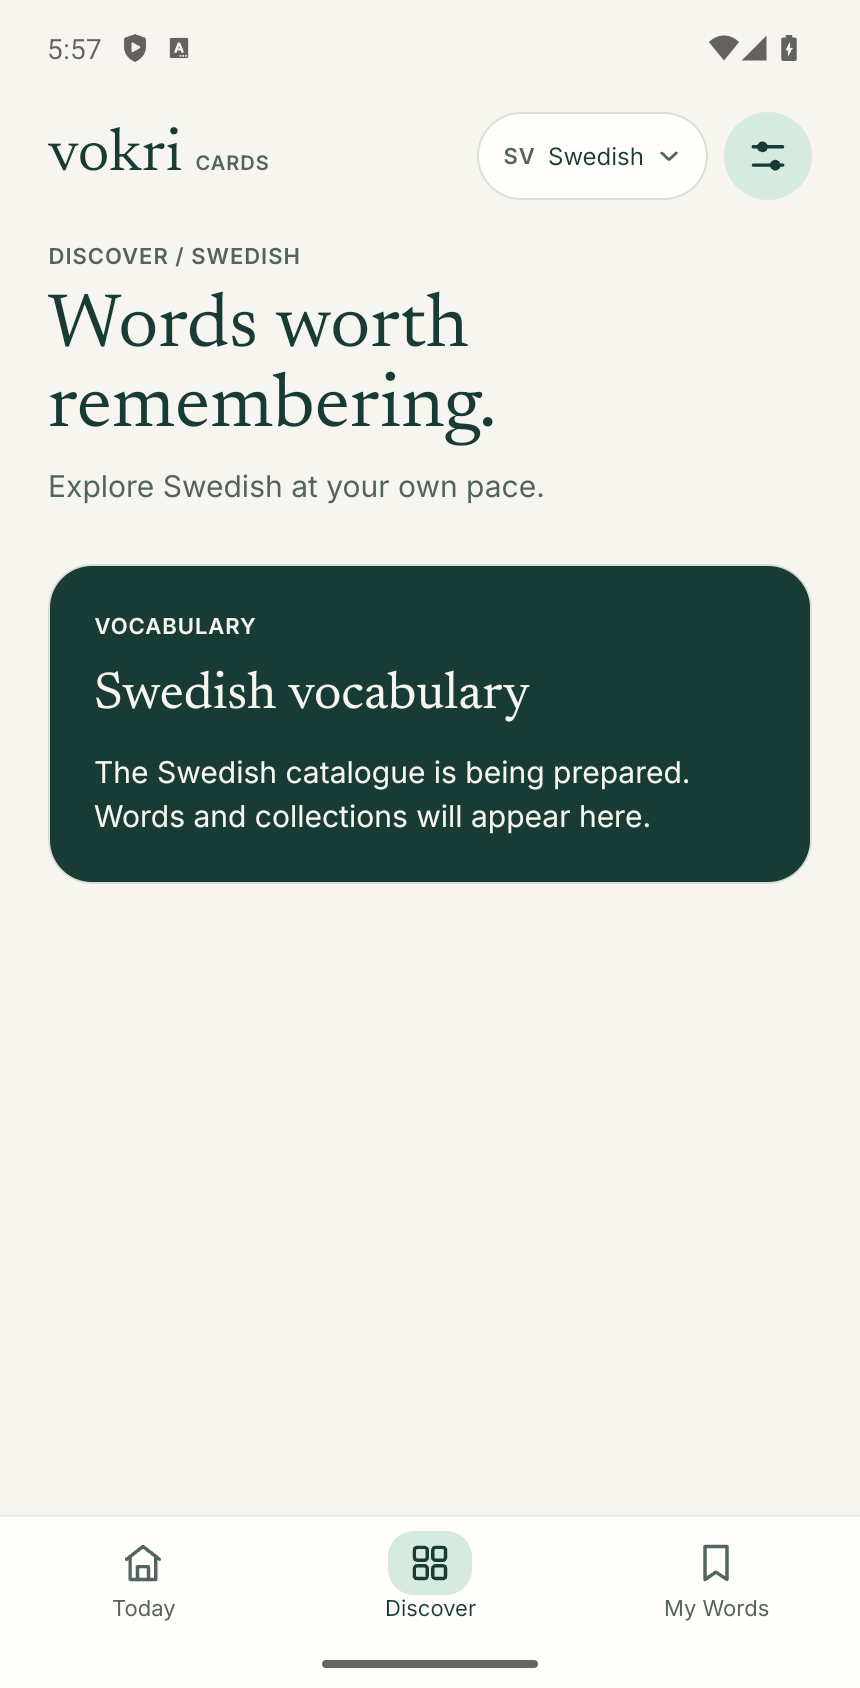 5:57
vokri CARDS
SV Swedish
DISCOVER / SWEDISH
Words worth
remembering.
Explore Swedish at your own pace.
VOCABULARY
Swedish vocabulary
The Swedish catalogue is being prepared.
Words and collections will appear here.
Today
Discover
My Words